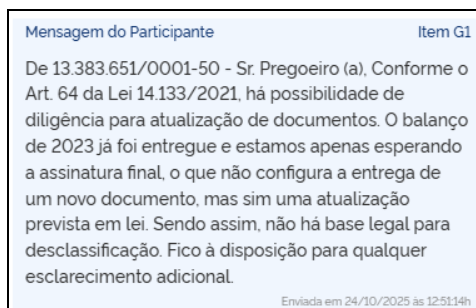 Mensagem do Participante Item G1
De 13.383.651/0001-50 - Sr. Pregoeiro (a), Conforme o
Art. 64 da Lei 14.133/2021, há possibilidade de
diligência para atualização de documentos. O balanço
de 2023 já foi entregue e estamos apenas esperando
a assinatura final, o que não configura a entrega de
um novo documento, mas sim uma atualização
prevista em lei. Sendo assim, não há base legal para
desclassificação. Fico à disposição para qualquer
esclarecimento adicional.
Enviada em 24/10/2025 às 12:51:14h